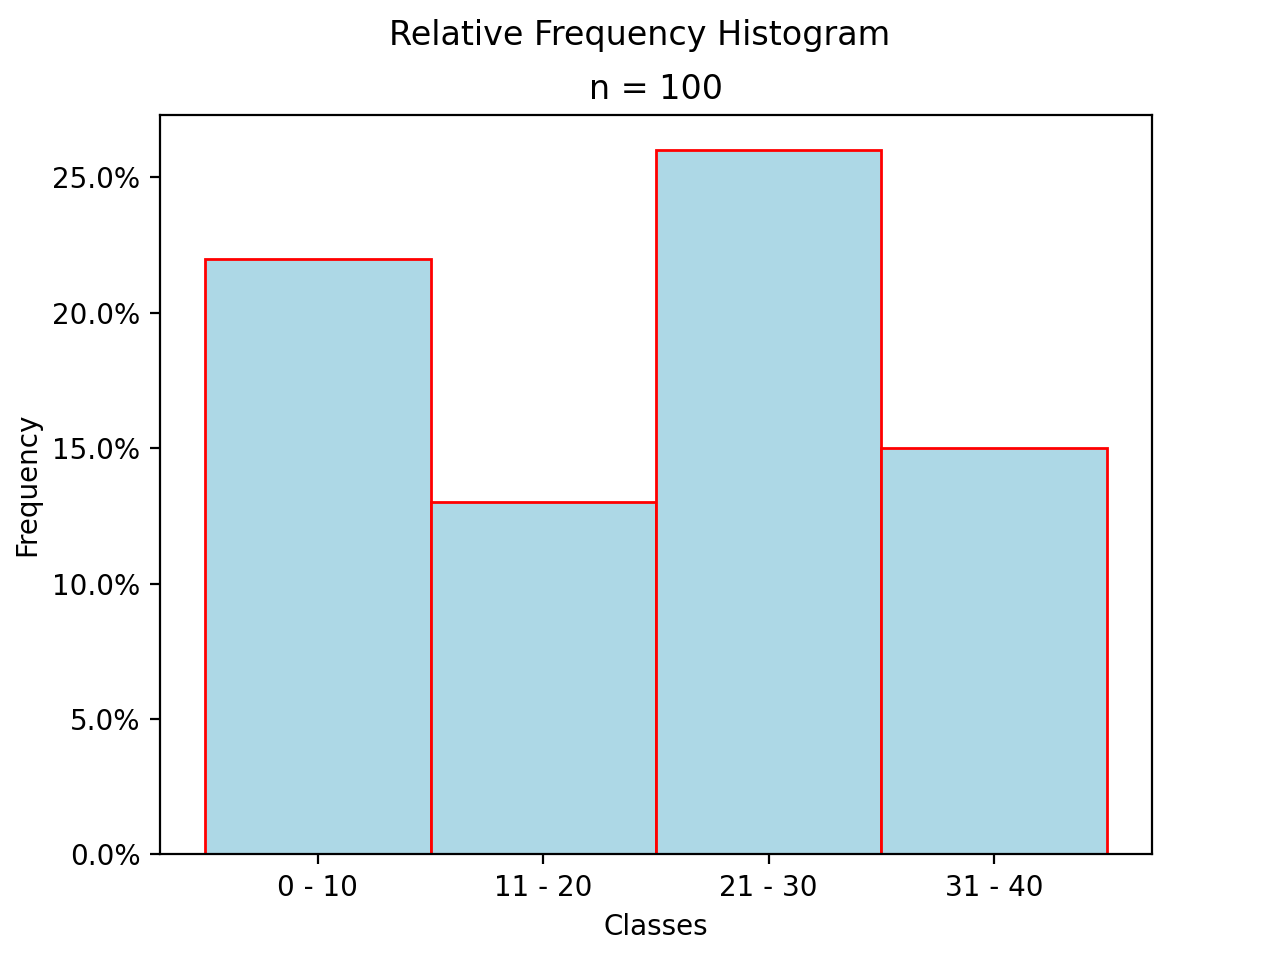 Relative Frequency Histogram
n = 100
25.0%
20.0%
15.0%
10.0%
5.0%
0.0%
Frequency
0 - 10
11 - 20
21 - 30
31 - 40
Classes